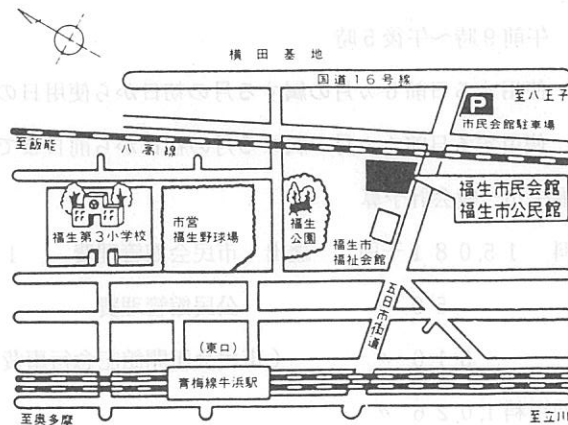 横田基地
国道16号線
至八王子
P
市民会館駐車場
至飯能
八高線
福生市民会館
福生市公民館
福生第3小学校
市営
福生野球場
福生
公園
福生市
福祉会館
五日市街道
(東口)
青梅線牛浜駅
至奥多摩
至立川